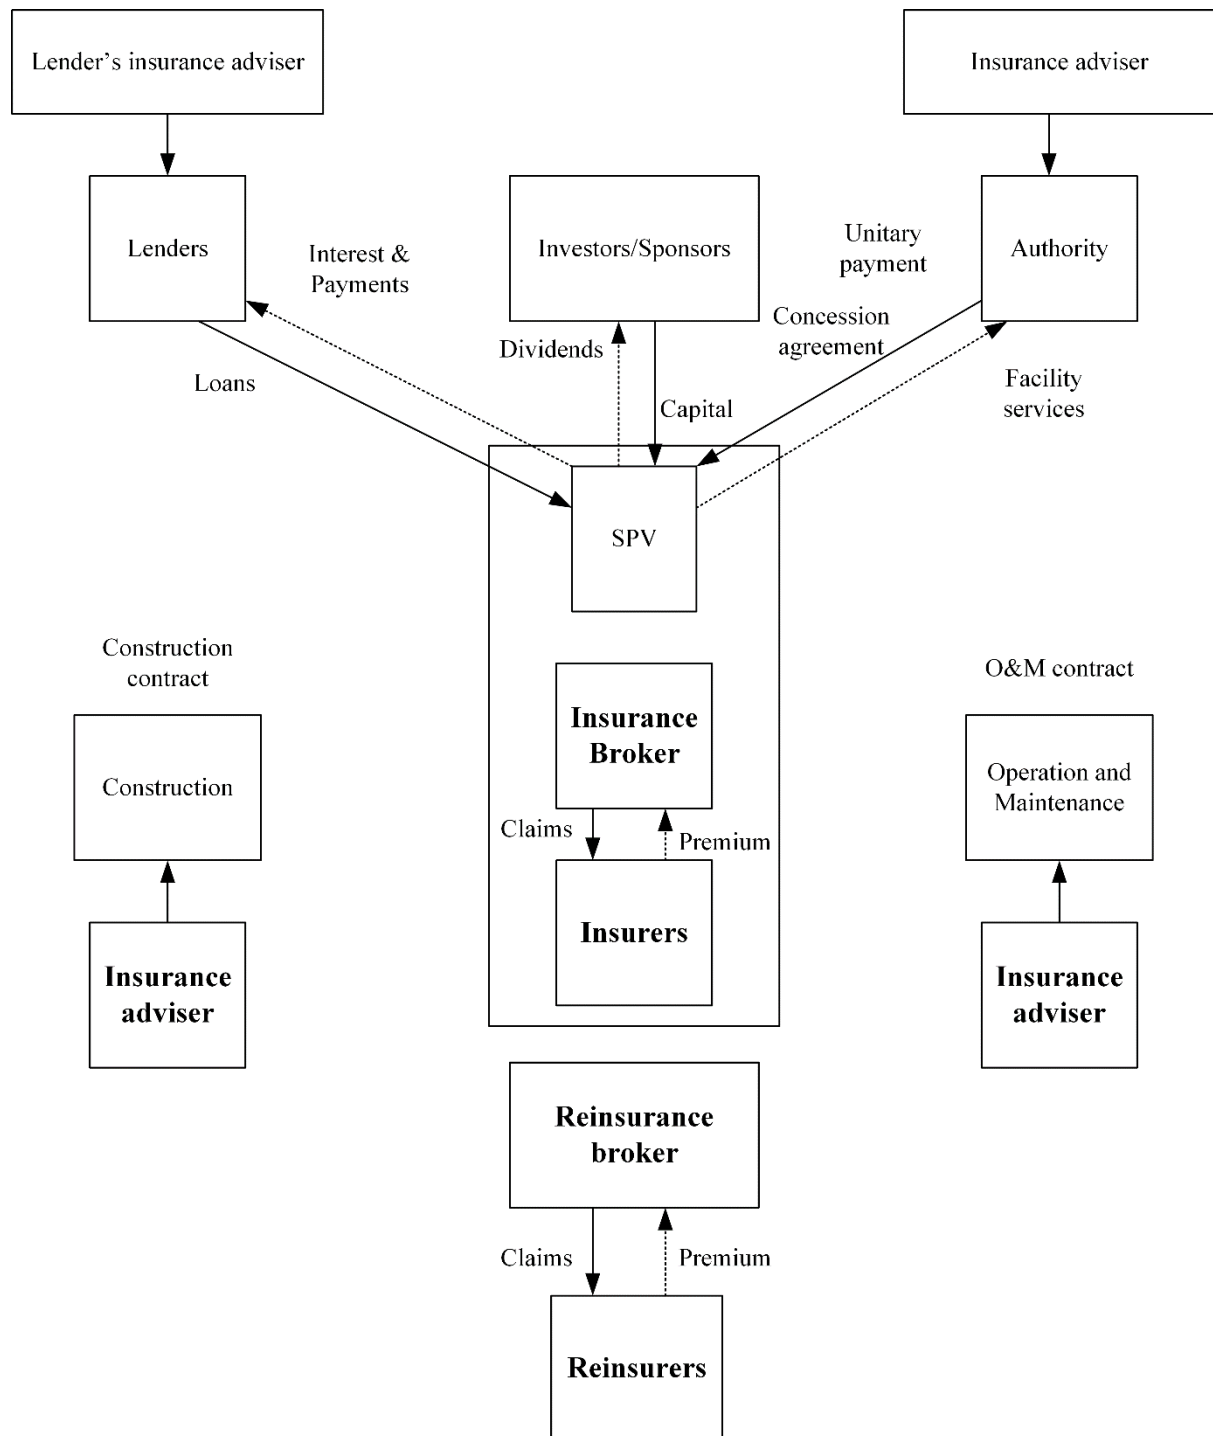 Lender’s insurance adviser
Insurance adviser
Lenders
Interest &
Payments
Investors/Sponsors
Unitary
payment
Authority
Dividends
Concession
agreement
Loans
Capital
Facility
services
SPV
Construction
contract
O&M contract
Insurance
Broker
Construction
Operation and
Maintenance
Claims
Premium
Insurers
Insurance
adviser
Insurance
adviser
Reinsurance
broker
Claims
Premium
Reinsurers